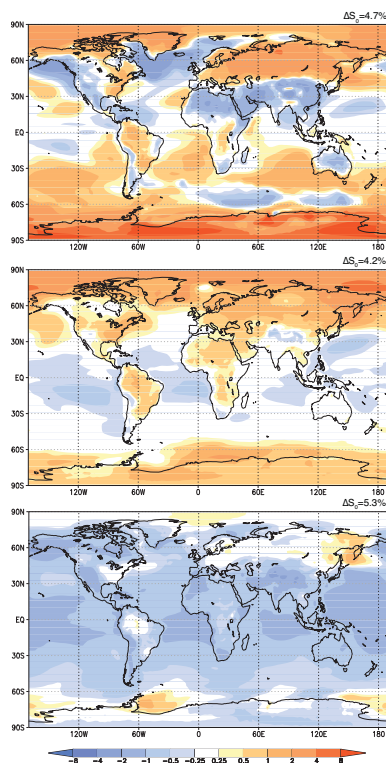 ΔS₀=4.7%
90N
60N
30N
EQ
30S
60S
90S
120W 60W 0 60E 120E 180
ΔS₀=4.2%
90N
60N
30N
EQ
30S
60S
90S
120W 60W 0 60E 120E 180
ΔS₀=5.3%
90N
60N
30N
EQ
30S
60S
90S
120W 60W 0 60E 120E 180
-8 -4 -2 -1 -0.5 -0.25 0.25 0.5 1 2 4 8